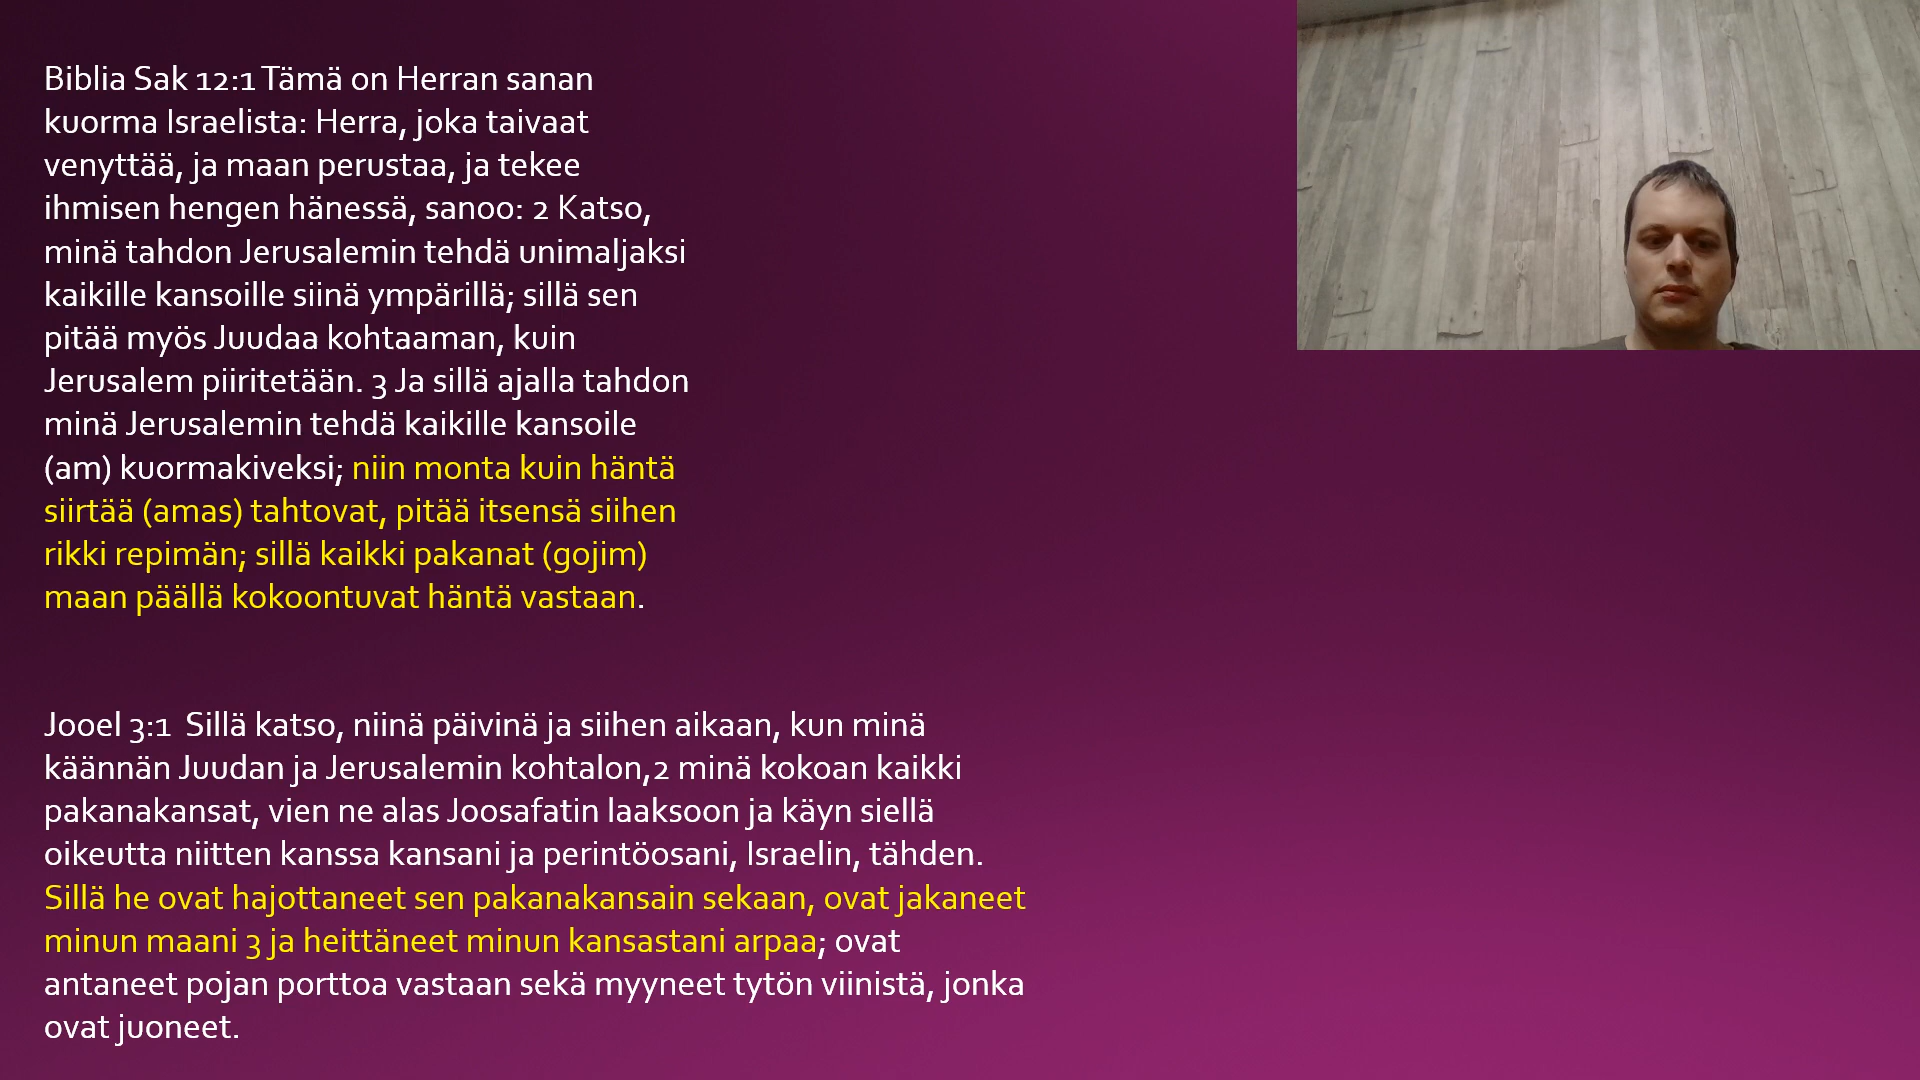 Biblia Sak 12:1 Tämä on Herran sanan
kuorma Israelista: Herra, joka taivaat
venyttää, ja maan perustaa, ja tekee
ihmisen hengen hänessä, sanoo: 2 Katso,
minä tahdon Jerusalemin tehdä unimaljaksi
kaikille kansoille siinä ympärillä; sillä sen
pitää myös Juudaa kohtaaman, kuin
Jerusalem piiritetään. 3 Ja sillä ajalla tahdon
minä Jerusalemin tehdä kaikille kansoile
(am) kuormakiveksi; niin monta kuin häntä
siirtää (amas) tahtovat, pitää itsensä siihen
rikki repimän; sillä kaikki pakanat (gojim)
maan päällä kokoontuvat häntä vastaan.
Jooel 3:1 Sillä katso, niinä päivinä ja siihen aikaan, kun minä
käännän Juudan ja Jerusalemin kohtalon,2 minä kokoan kaikki
pakanakansat, vien ne alas Joosafatin laaksoon ja käyn siellä
oikeutta niitten kanssa kansani ja perintöosani, Israelin, tähden.
Sillä he ovat hajottaneet sen pakanakansain sekaan, ovat jakaneet
minun maani 3 ja heittäneet minun kansastani arpaa; ovat
antaneet pojan porttoa vastaan sekä myyneet tytön viinistä, jonka
ovat juoneet.